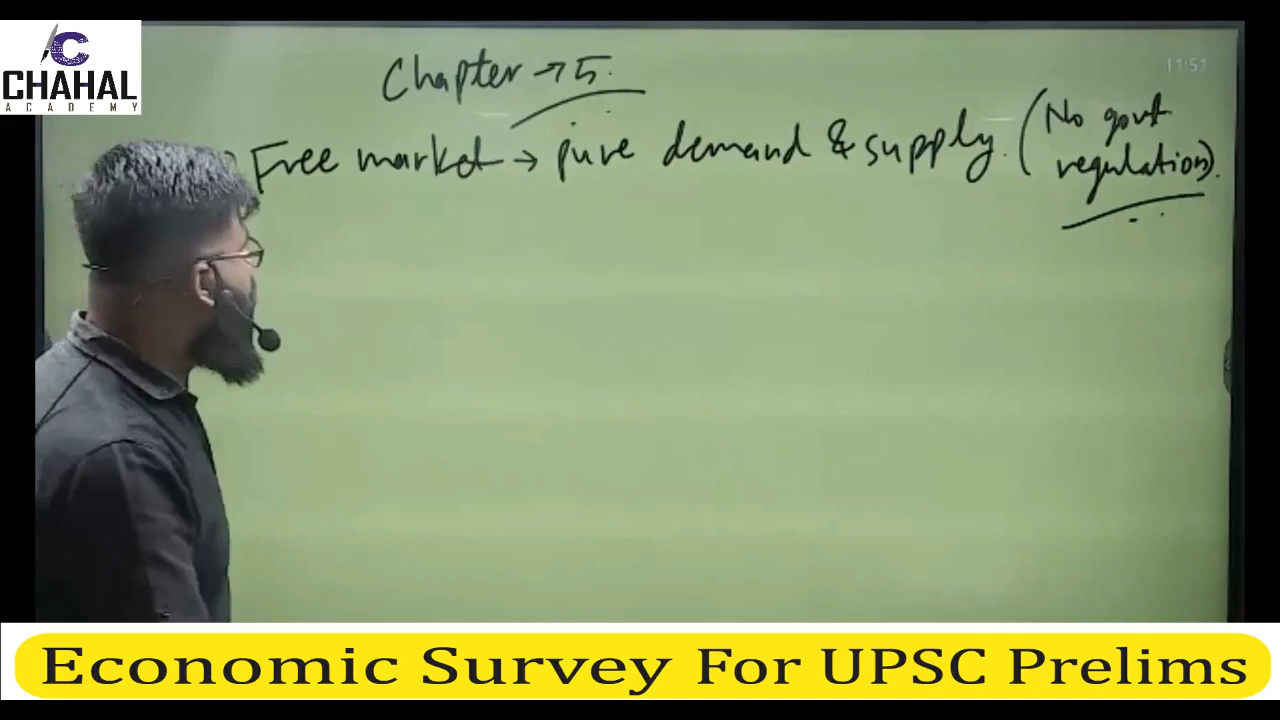 CHAHAL
ACADEMY
11:51
Chapter → 5.
Free market → pure demand & supply. (No govt
regulation).
Economic Survey For UPSC Prelims